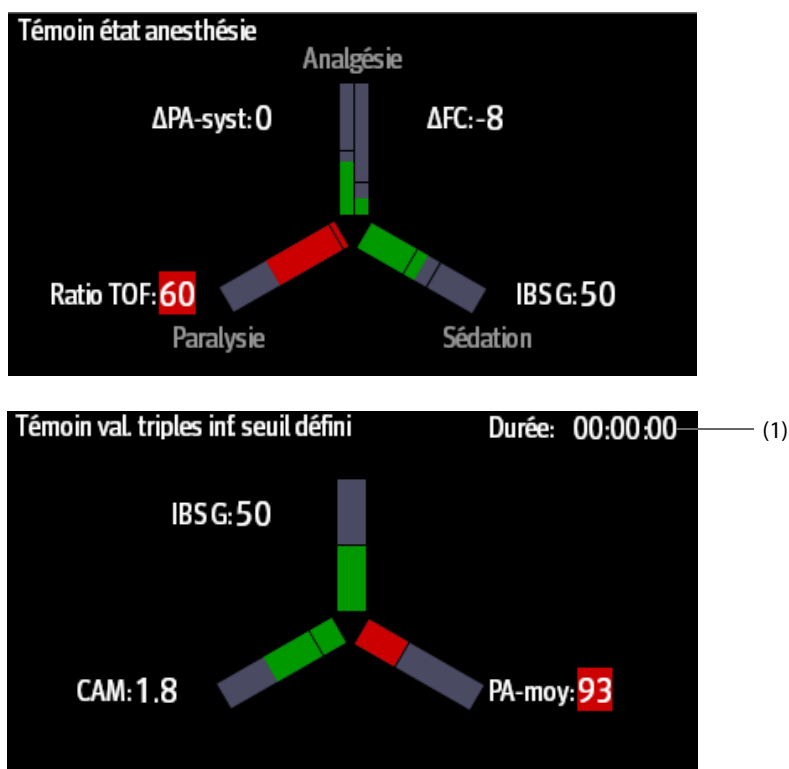 Témoin état anesthésie
Analgésie
ΔPA-syst: 0
ΔFC:-8
Ratio TOF: 60
IBS G: 50
Paralysie
Sédation
Témoin val. triples inf. seuil défini
Durée: 00:00:00
(1)
IBS G: 50
CAM: 1.8
PA-moy: 93